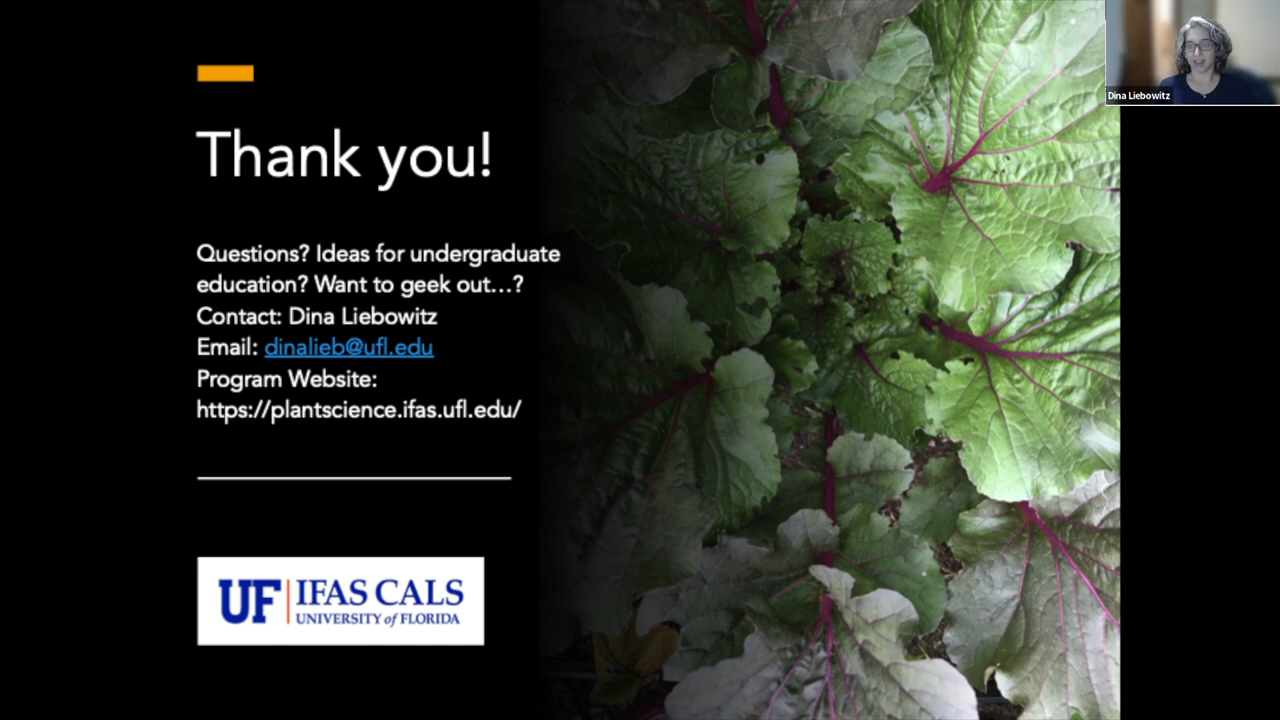 Dina Liebowitz
Thank you!
Questions? Ideas for undergraduate
education? Want to geek out...?
Contact: Dina Liebowitz
Email: dinalieb@ufl.edu
Program Website:
https://plantscience.ifas.ufl.edu/
UF IFAS CALS
UNIVERSITY of FLORIDA